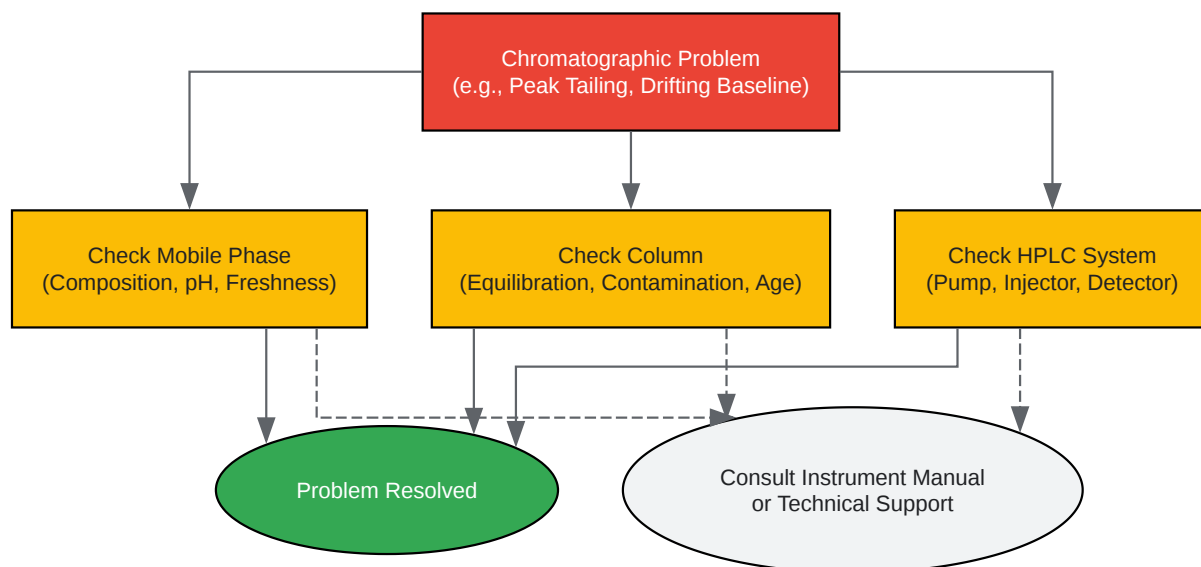 Chromatographic Problem
(e.g., Peak Tailing, Drifting Baseline)
Check Mobile Phase
(Composition, pH, Freshness)
Check Column
(Equilibration, Contamination, Age)
Check HPLC System
(Pump, Injector, Detector)
Problem Resolved
Consult Instrument Manual
or Technical Support